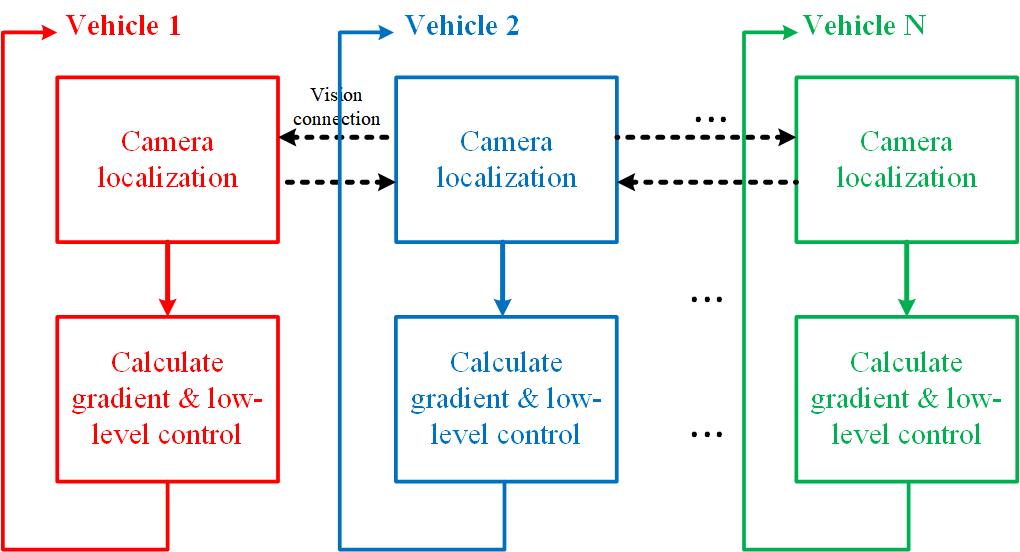 Vehicle 1
Vehicle 2
Vehicle N
Vision
connection
...
Camera
localization
Camera
localization
Camera
localization
...
Calculate
gradient & low-
level control
Calculate
gradient & low-
level control
Calculate
gradient & low-
level control
...